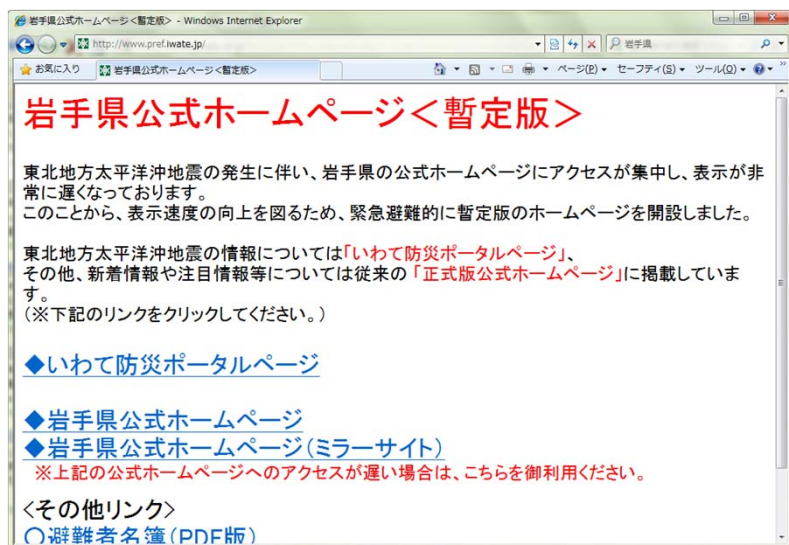 岩手県公式ホームページ<暫定版> - Windows Internet Explorer
http://www.pref.iwate.jp/
岩手県
お気に入り
岩手県公式ホームページ<暫定版>
ページ(P)
セーフティ(S)
ツール(O)
岩手県公式ホームページ＜暫定版＞
東北地方太平洋沖地震の発生に伴い、岩手県の公式ホームページにアクセスが集中し、表示が非
常に遅くなっております。
このことから、表示速度の向上を図るため、緊急避難的に暫定版のホームページを開設しました。
東北地方太平洋沖地震の情報については「いわて防災ポータルページ」、
その他、新着情報や注目情報等については従来の「正式版公式ホームページ」に掲載していま
す。
（※下記のリンクをクリックしてください。）
◆いわて防災ポータルページ
◆岩手県公式ホームページ
◆岩手県公式ホームページ（ミラーサイト）
※上記の公式ホームページへのアクセスが遅い場合は、こちらを御利用ください。
＜その他リンク＞
○避難者名簿（PDF版）